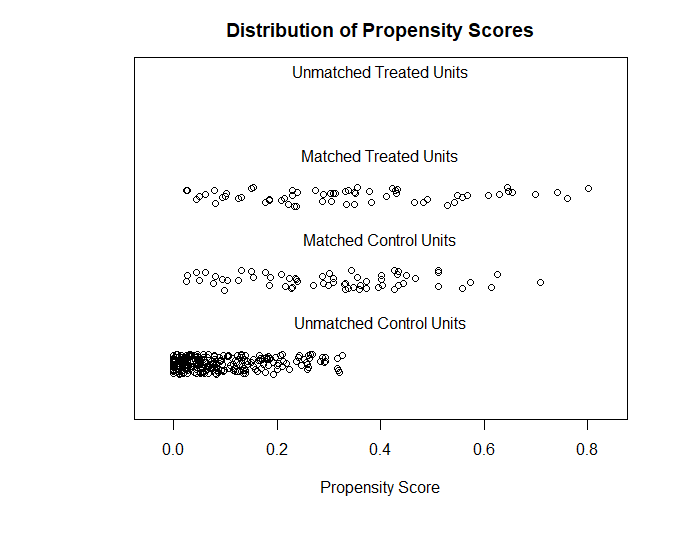 Distribution of Propensity Scores
Unmatched Treated Units
Matched Treated Units
Matched Control Units
Unmatched Control Units
0.0 0.2 0.4 0.6 0.8
Propensity Score